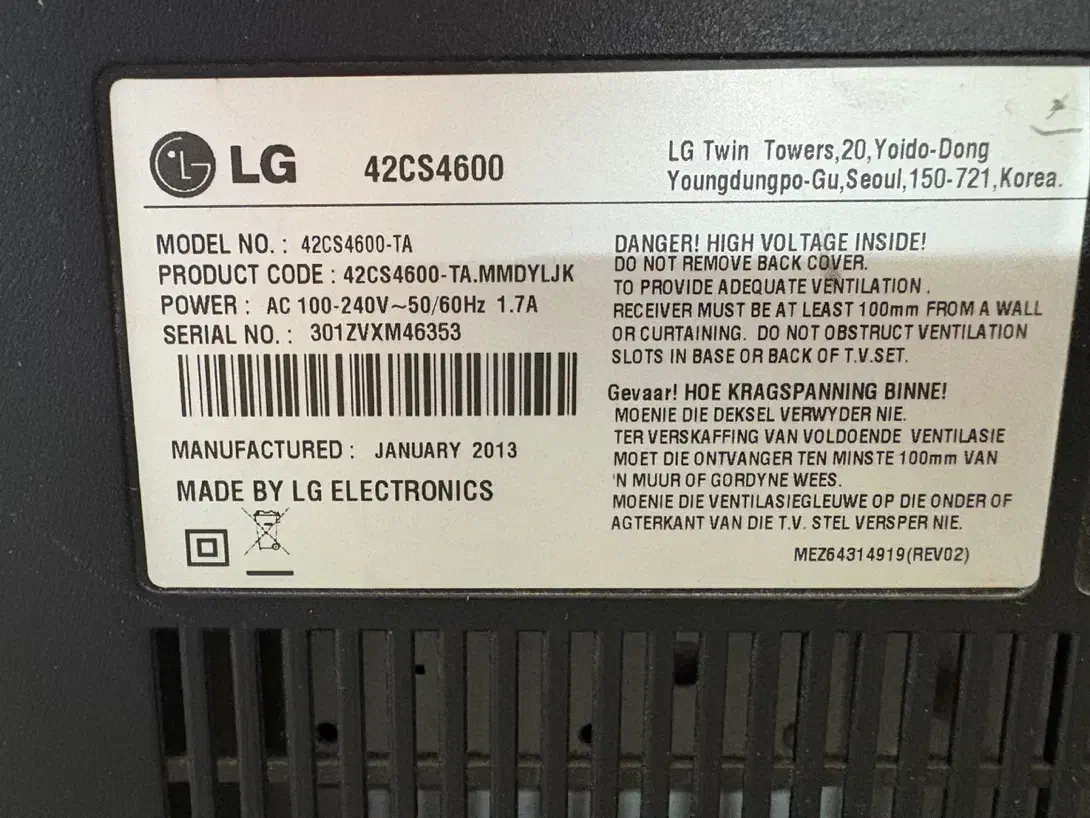 LG 42CS4600
LG Twin Towers,20,Yoido-Dong
Youngdungpo-Gu,Seoul,150-721,Korea.
MODEL NO. : 42CS4600-TA
PRODUCT CODE : 42CS4600-TA.MMDYLJK
POWER : AC 100-240V~50/60Hz 1.7A
SERIAL NO. : 301ZVXM46353
MANUFACTURED : JANUARY 2013
MADE BY LG ELECTRONICS
DANGER! HIGH VOLTAGE INSIDE!
DO NOT REMOVE BACK COVER.
TO PROVIDE ADEQUATE VENTILATION,
RECEIVER MUST BE AT LEAST 100mm FROM A WALL
OR CURTAINING. DO NOT OBSTRUCT VENTILATION
SLOTS IN BASE OR BACK OF T.V.SET.
Gevaar! HOE KRAGSPANNING BINNE!
MOENIE DIE DEKSEL VERWYDER NIE.
TER VERSKAFFING VAN VOLDOENDE VENTILASIE
MOET DIE ONTVANGER TEN MINSTE 100mm VAN
'N MUUR OF GORDYNE WEES.
MOENIE DIE VENTILASIEGLEUWE OP DIE ONDER OF
AGTERKANT VAN DIE T.V. STEL VERSPER NIE.
MEZ64314919(REV02)